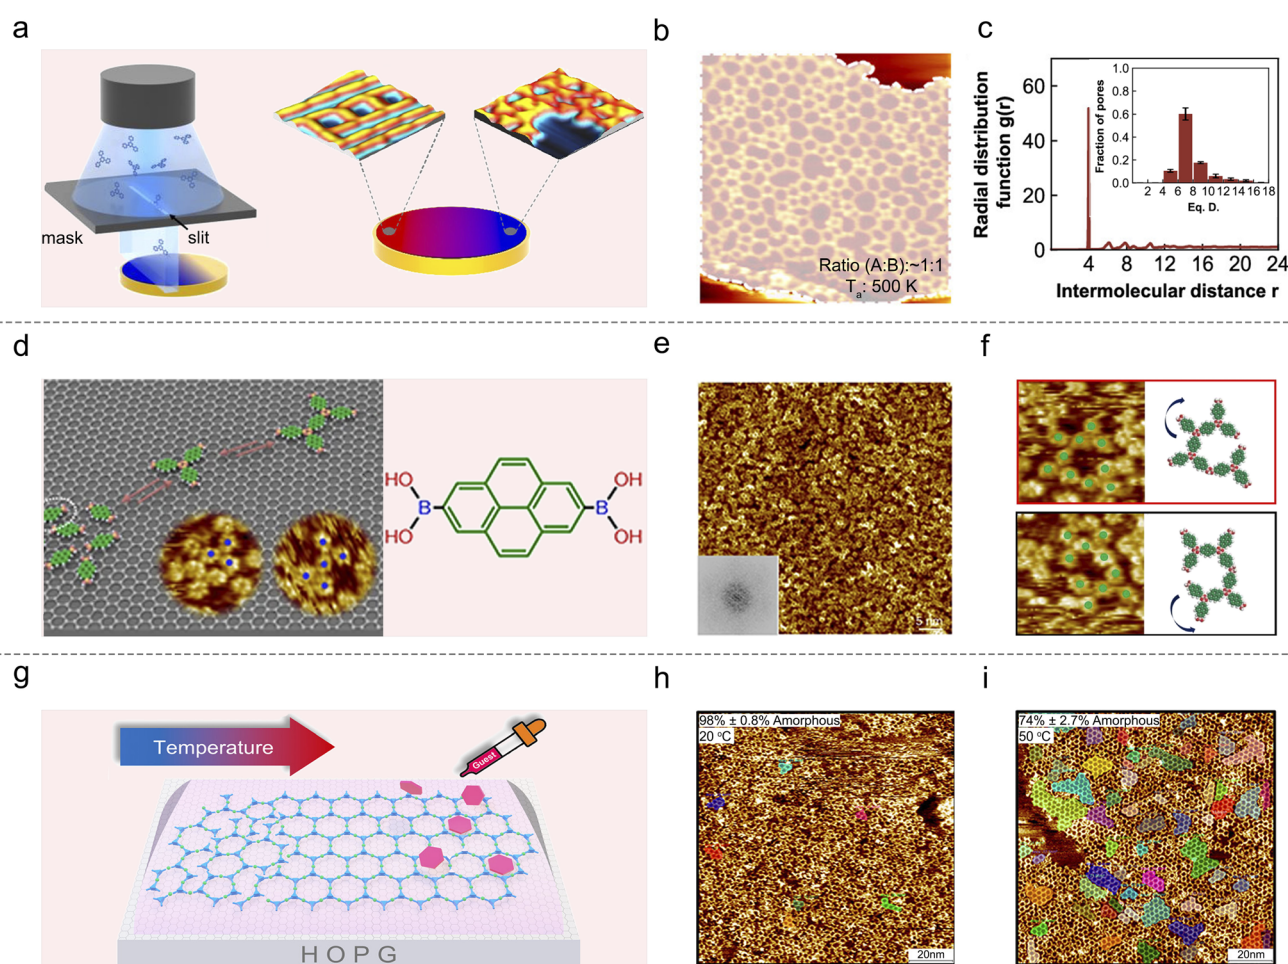 a
b
c
mask
slit
Ratio (A:B):~1:1
Ta: 500 K
Radial distribution
function g(r)
60
40
20
0
4
8
12
16
20
24
Intermolecular distance r
Fraction of pores
1.0
0.8
0.6
0.4
0.2
0.0
2 4 6 8 10 12 14 16 18
Eq. D.
d
e
f
HO
OH
B
B
HO
OH
5 nm
g
h
i
Temperature
Guest
HOPG
98% ± 0.8% Amorphous
20 °C
20nm
74% ± 2.7% Amorphous
50 °C
20nm